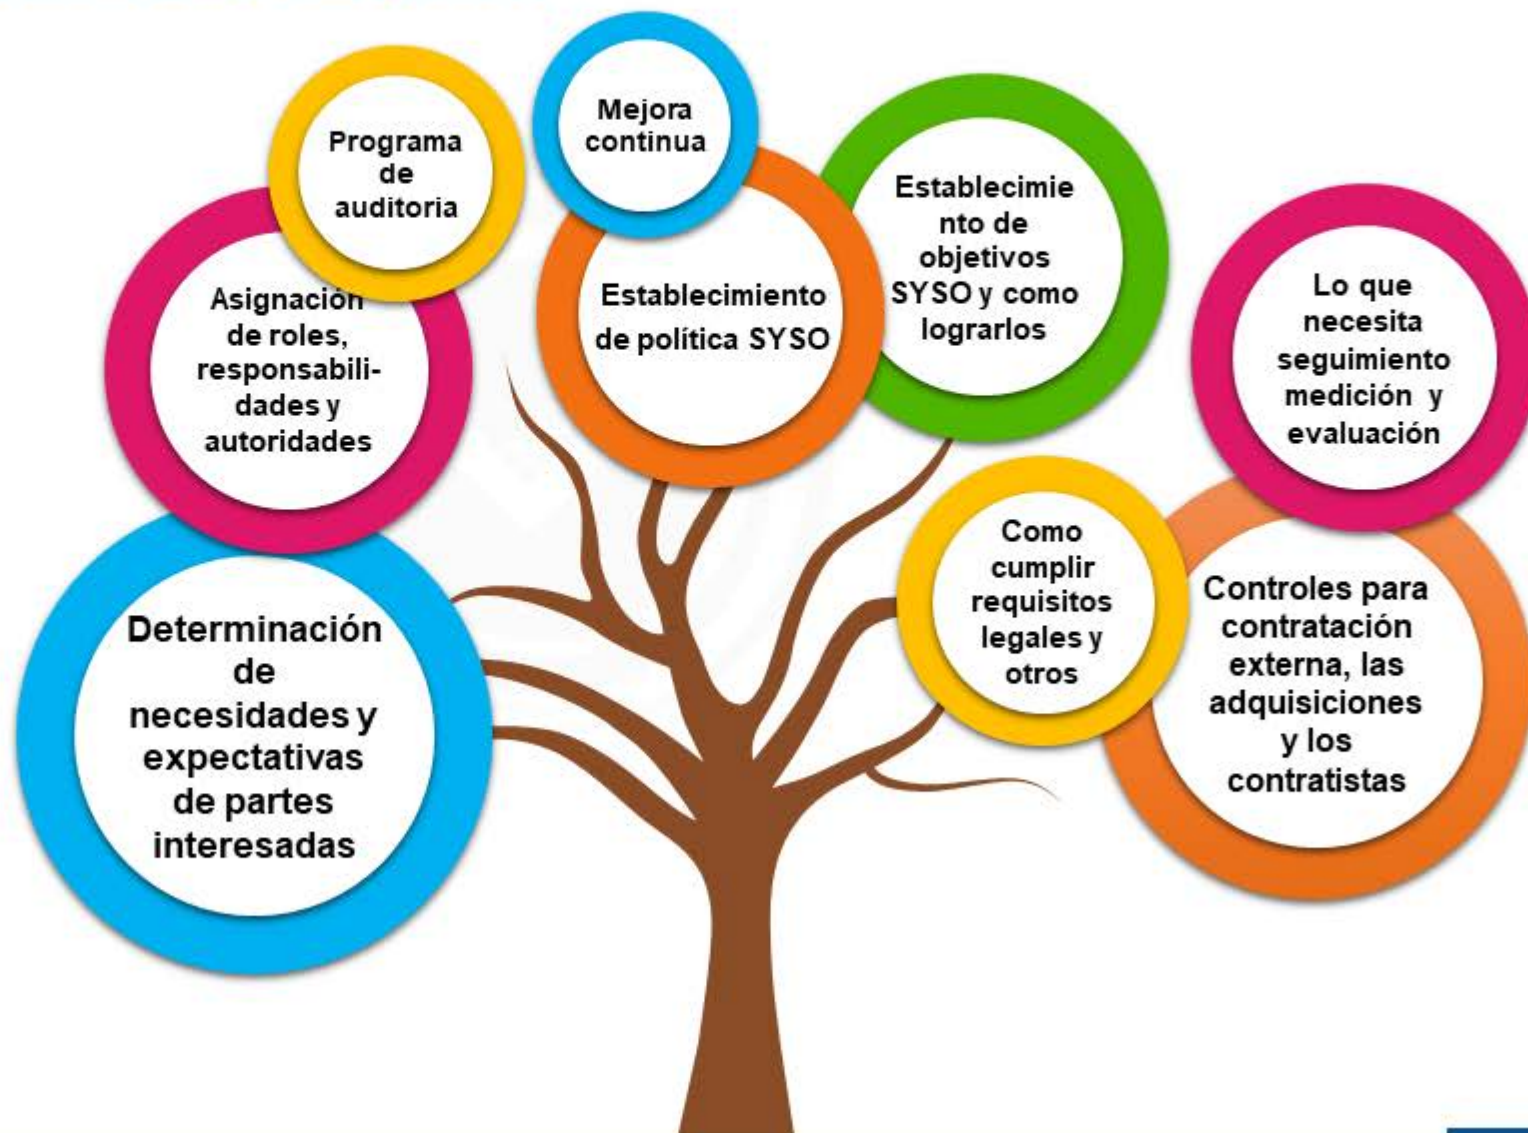 Programa
de
auditoria
Mejora
continua
Establecimie
nto de
objetivos
SYSO y como
lograrlos
Asignación
de roles,
responsabili-
dades y
autoridades
Establecimiento
de política SYSO
Lo que
necesita
seguimiento
medición y
evaluación
Como
cumplir
requisitos
legales y
otros
Determinación
de
necesidades y
expectativas
de partes
interesadas
Controles para
contratación
externa, las
adquisiciones
y los
contratistas